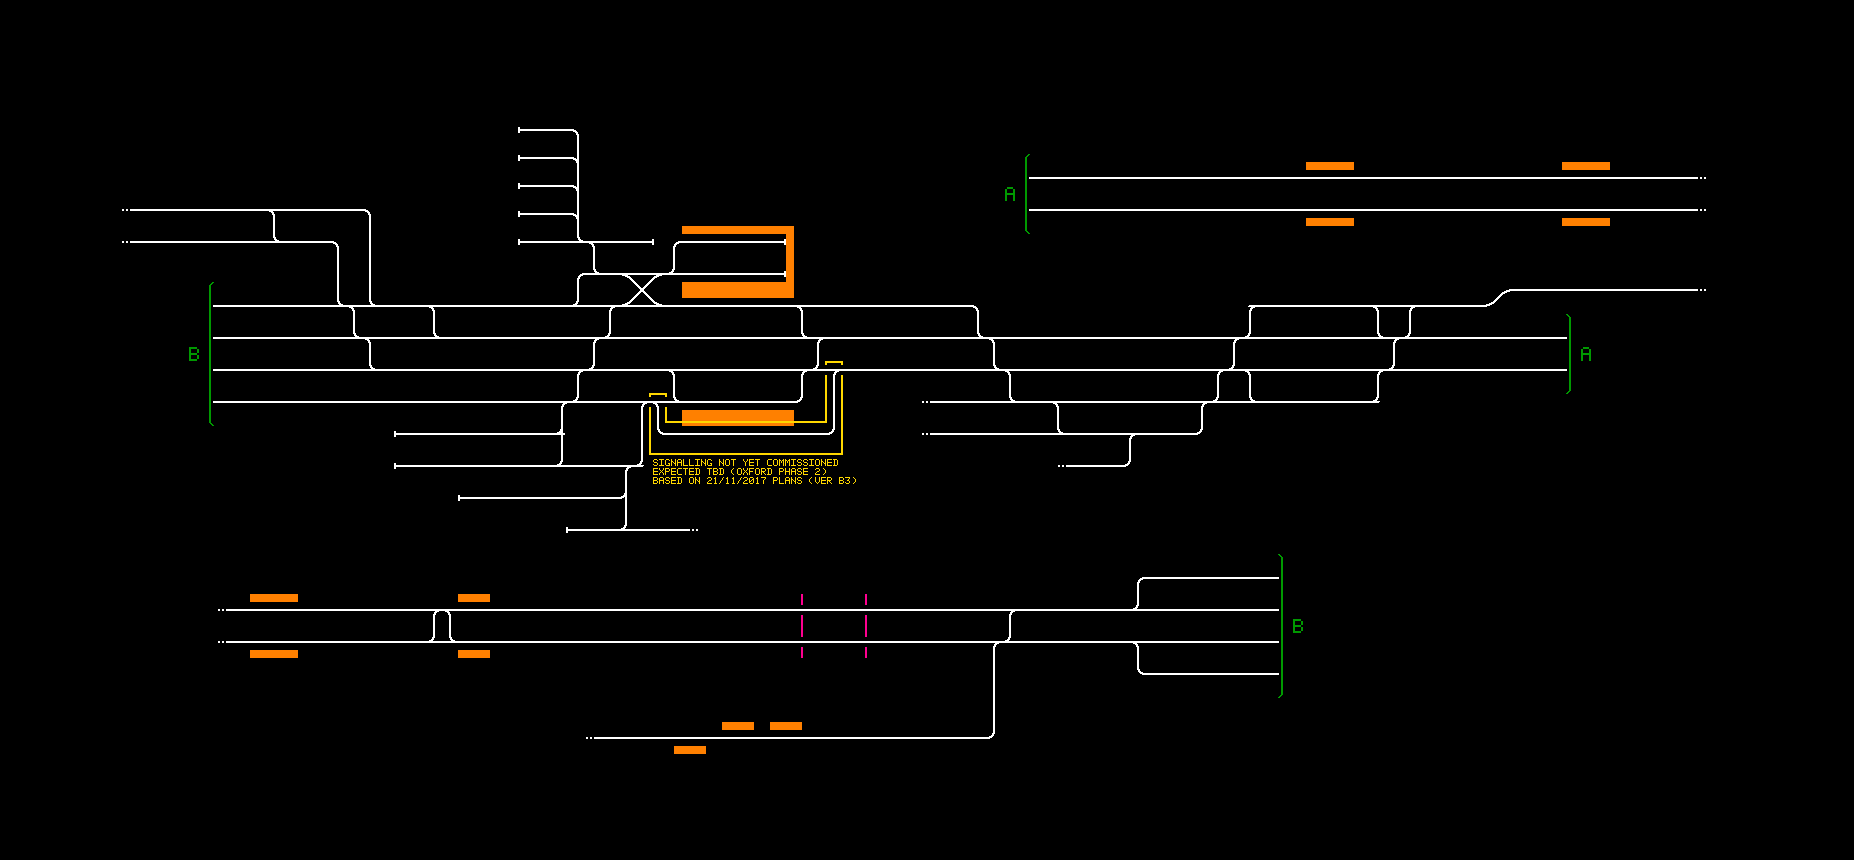 A
B
A
SIGNALLING NOT YET COMMISSIONED
EXPECTED TBD (OXFORD PHASE 2)
BASED ON 21/11/2017 PLANS (VER B3)
B